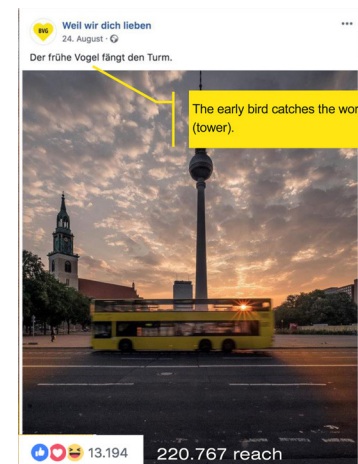 BVG
Weil wir dich lieben
24. August ·
Der frühe Vogel fängt den Turm.
The early bird catches the wor
(tower).
13.194
220.767 reach